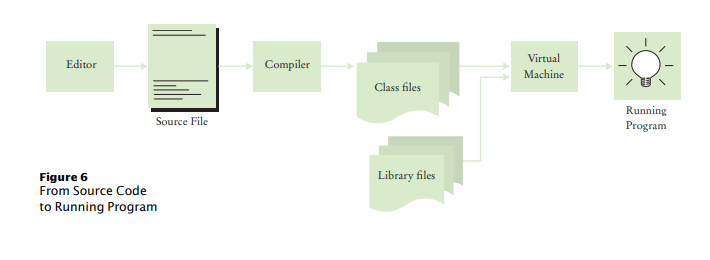 Editor
Source File
Compiler
Class files
Library files
Virtual
Machine
Running
Program
Figure 6
From Source Code
to Running Program